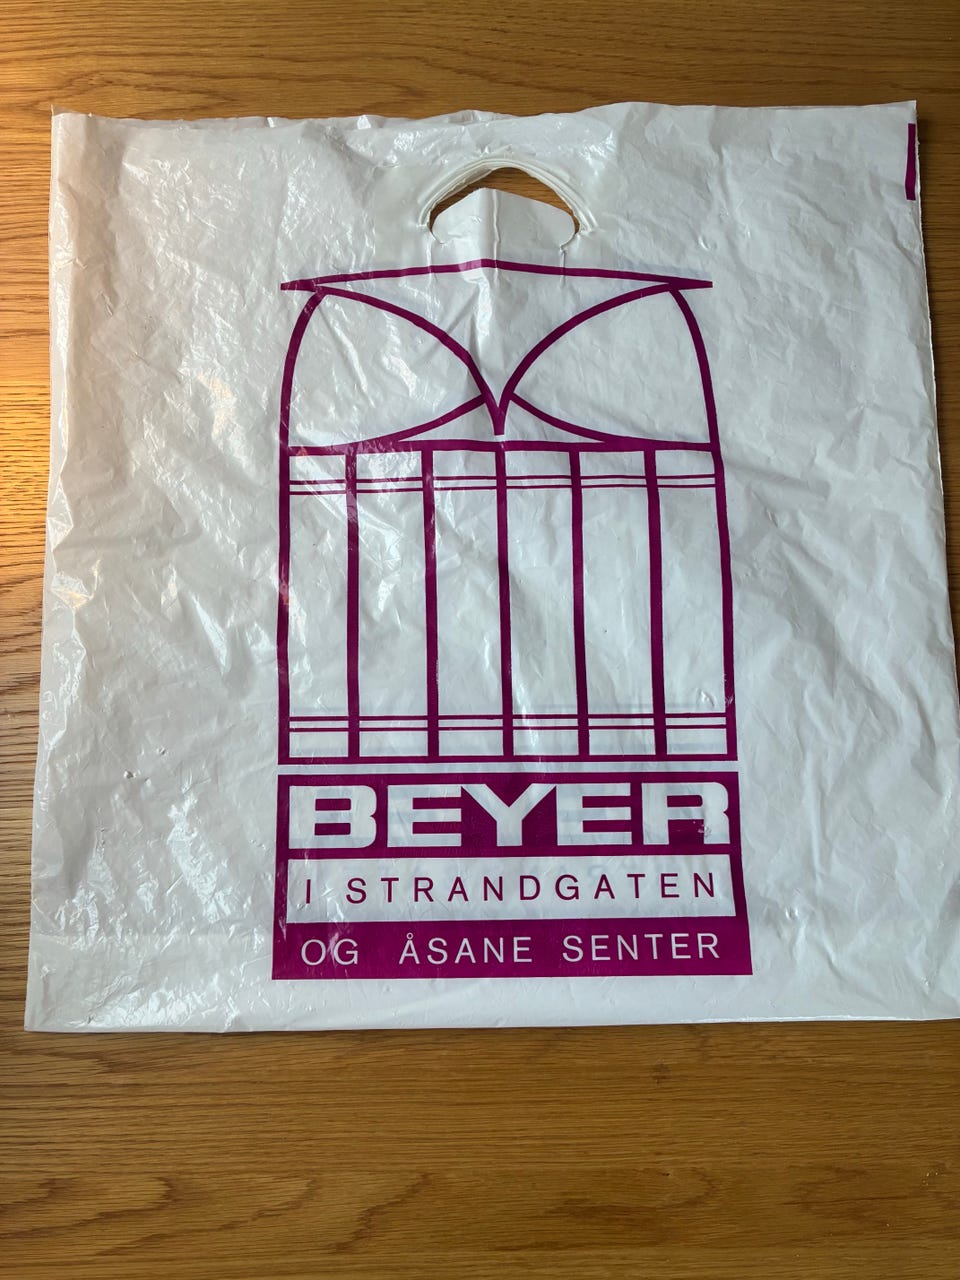 BEYER
I STRANDGATEN
OG ÅSANE SENTER